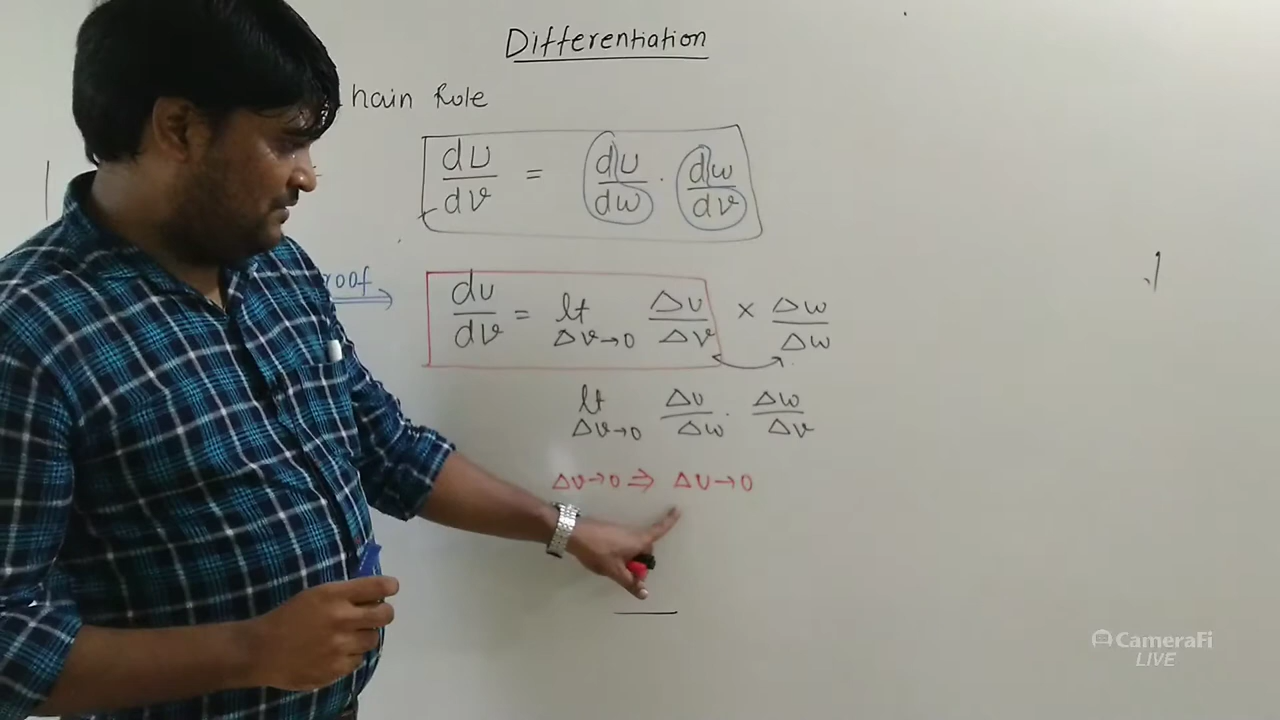 Differentiation
hain Rule
dU/dV = dU/dw · dw/dV
roof
dU/dV = lt ΔV→0 ΔU/ΔV × Δw/Δw
lt ΔV→0 ΔU/Δw · Δw/ΔV
ΔV→0 ⇒ ΔU→0
CameraFi
LIVE